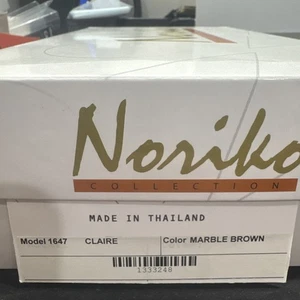 Noriko
COLLECTION
MADE IN THAILAND
Model 1647 CLAIRE Color MARBLE BROWN
1333248